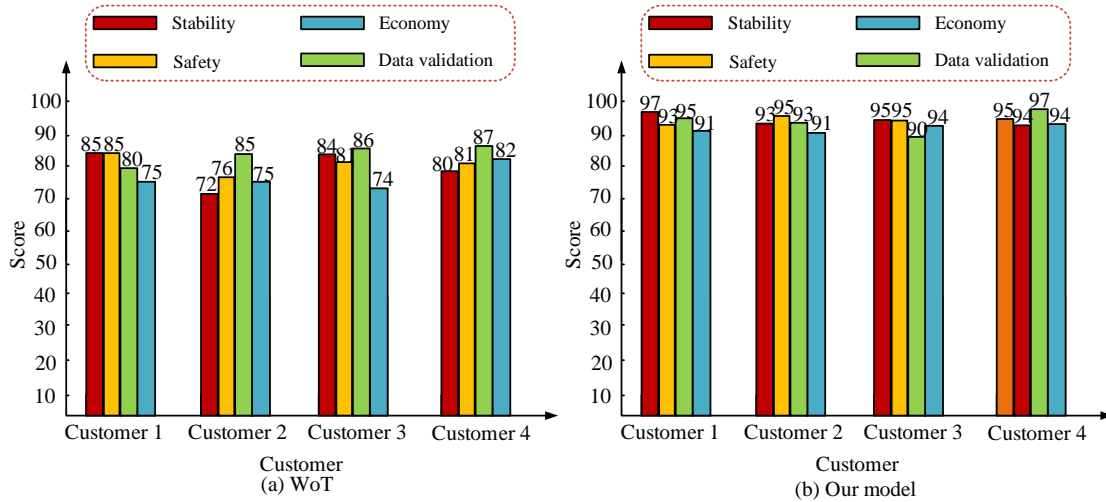 Stability
Economy
Safety
Data validation
100
90
80
70
60
50
40
30
20
10
Score
85 85 80 75
72 76 85 75
84 81 86 74
80 81 87 82
Customer 1 Customer 2 Customer 3 Customer 4
Customer
(a) WoT
Stability
Economy
Safety
Data validation
100
90
80
70
60
50
40
30
20
10
Score
97 93 95 91
93 95 93 91
95 95 90 94
95 94 97 94
Customer 1 Customer 2 Customer 3 Customer 4
Customer
(b) Our model